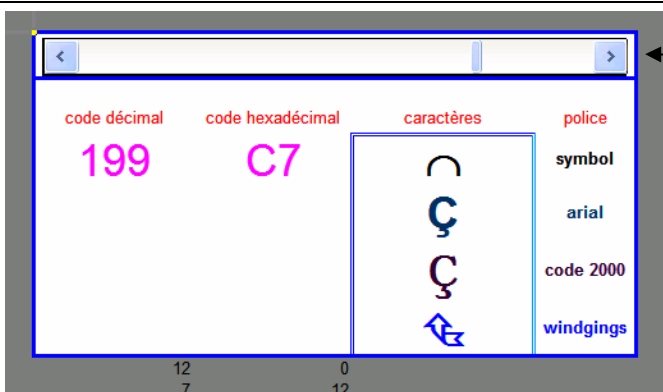 code décimal code hexadécimal caractères police
199 C7 ∩ symbol
Ç arial
Ç code 2000
windgings
12 0
7 12